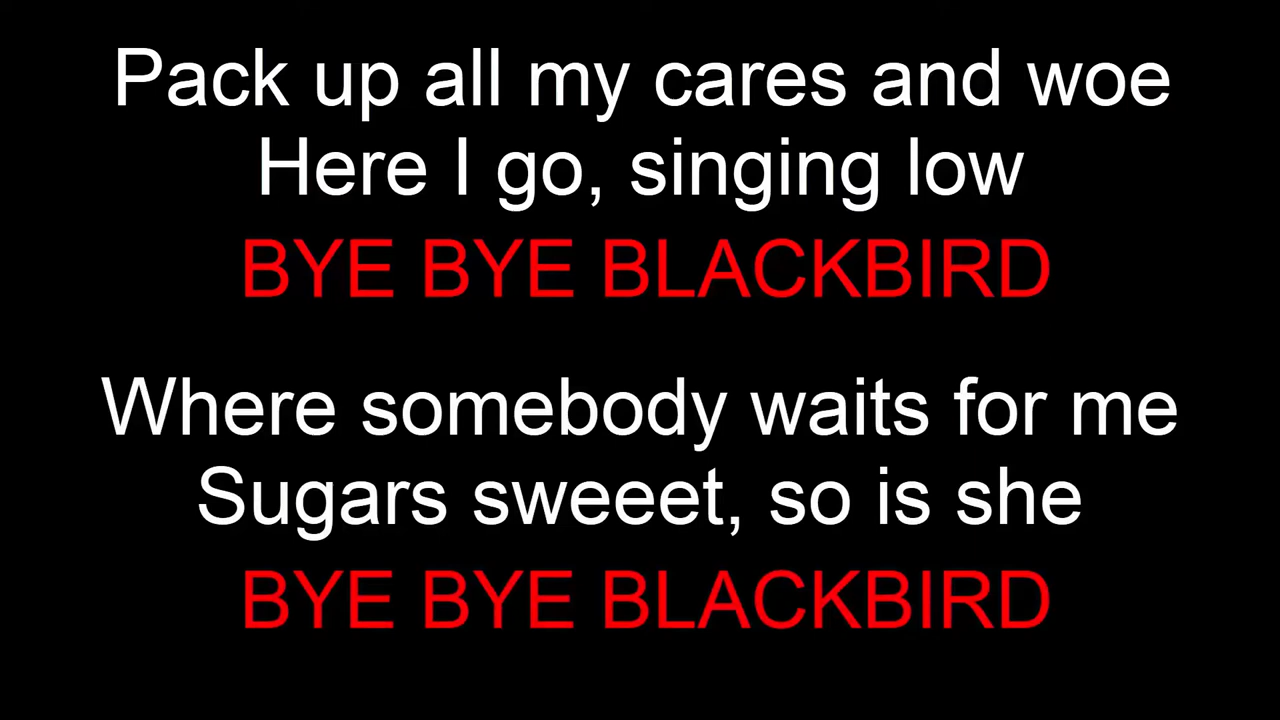 Pack up all my cares and woe
Here I go, singing low
BYE BYE BLACKBIRD
Where somebody waits for me
Sugars sweeet, so is she
BYE BYE BLACKBIRD